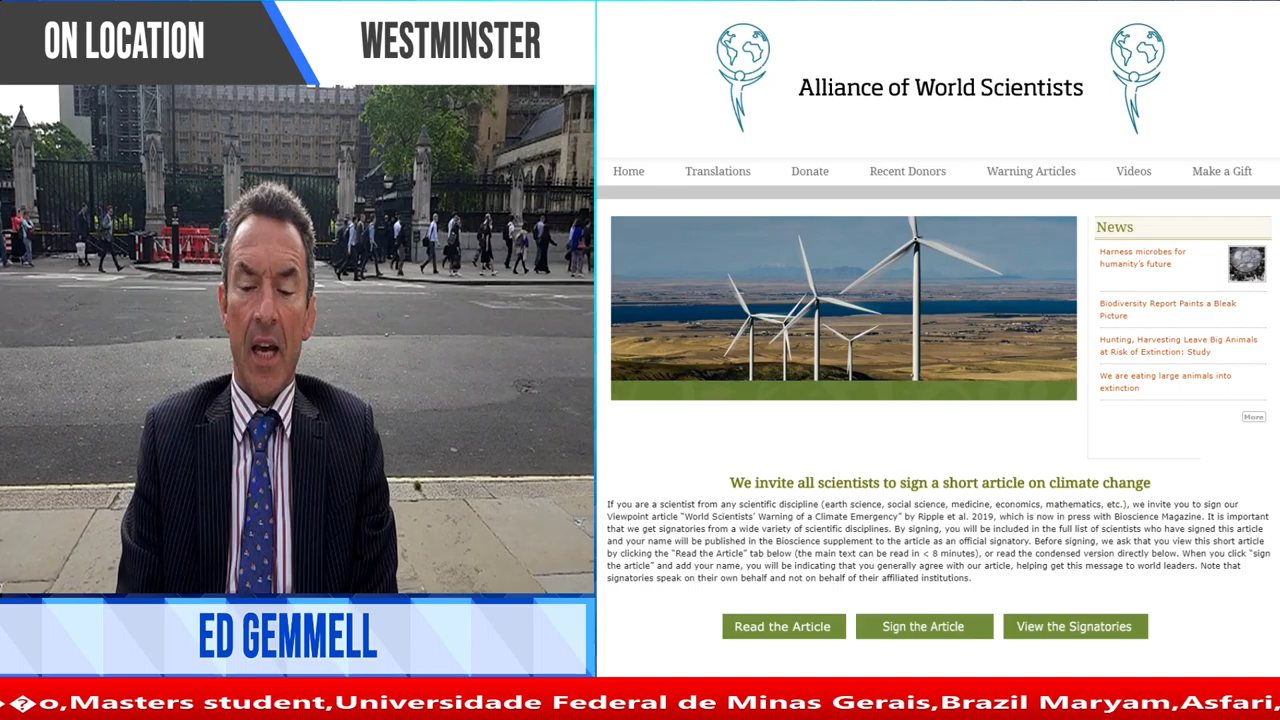 ON LOCATION
WESTMINSTER
Alliance of World Scientists
Home
Translations
Donate
Recent Donors
Warning Articles
Videos
Make a Gift
News
Harness microbes for
humanity's future
Biodiversity Report Paints a Bleak
Picture
Hunting, Harvesting Leave Big Animals
at Risk of Extinction: Study
We are eating large animals into
extinction
More
We invite all scientists to sign a short article on climate change
If you are a scientist from any scientific discipline (earth science, social science, medicine, economics, mathematics, etc.), we invite you to sign our
Viewpoint article "World Scientists' Warning of a Climate Emergency" by Ripple et al. 2019, which is now in press with Bioscience Magazine. It is important
that we get signatories from a wide variety of scientific disciplines. By signing, you will be included in the full list of scientists who have signed this article
and your name will be published in the Bioscience supplement to the article as an official signatory. Before signing, we ask that you view this short article
by clicking the "Read the Article" tab below (the main text can be read in < 8 minutes), or read the condensed version directly below. When you click "sign
the article" and add your name, you will be indicating that you generally agree with our article, helping get this message to world leaders. Note that
signatories speak on their own behalf and not on behalf of their affiliated institutions.
Read the Article
Sign the Article
View the Signatories
ED GEMMELL
�o,Masters student,Universidade Federal de Minas Gerais,Brazil Maryam,Asfari,